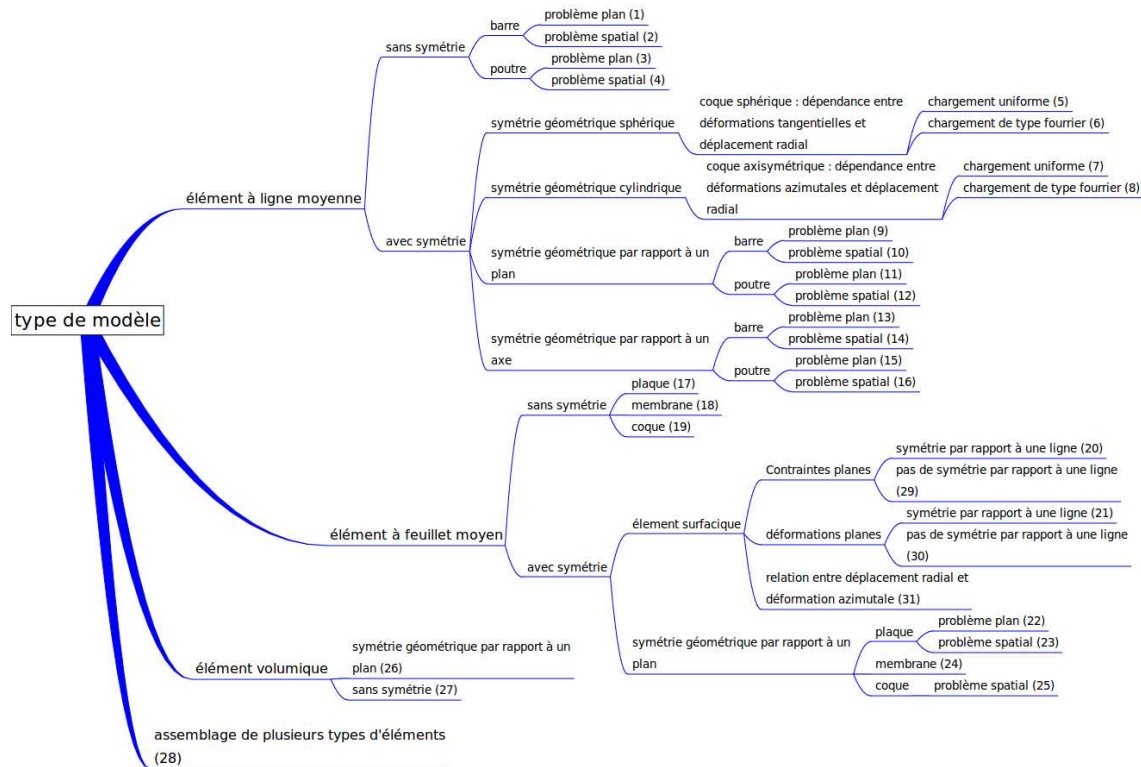 type de modèle
élément à ligne moyenne
sans symétrie
barre
problème plan (1)
problème spatial (2)
poutre
problème plan (3)
problème spatial (4)
avec symétrie
symétrie géométrique sphérique
coque sphérique : dépendance entre
déformations tangentielles et
déplacement radial
chargement uniforme (5)
chargement de type fourrier (6)
symétrie géométrique cylindrique
coque axisymétrique : dépendance entre
déformations azimutales et déplacement
radial
chargement uniforme (7)
chargement de type fourrier (8)
symétrie géométrique par rapport à un
plan
barre
problème plan (9)
problème spatial (10)
poutre
problème plan (11)
problème spatial (12)
symétrie géométrique par rapport à un
axe
barre
problème plan (13)
problème spatial (14)
poutre
problème plan (15)
problème spatial (16)
élément à feuillet moyen
sans symétrie
plaque (17)
membrane (18)
coque (19)
avec symétrie
élement surfacique
Contraintes planes
symétrie par rapport à une ligne (20)
pas de symétrie par rapport à une ligne
(29)
déformations planes
symétrie par rapport à une ligne (21)
pas de symétrie par rapport à une ligne
(30)
relation entre déplacement radial et
déformation azimutale (31)
symétrie géométrique par rapport à un
plan
plaque
problème plan (22)
problème spatial (23)
membrane (24)
coque
problème spatial (25)
élément volumique
symétrie géométrique par rapport à un
plan (26)
sans symétrie (27)
assemblage de plusieurs types d'éléments
(28)